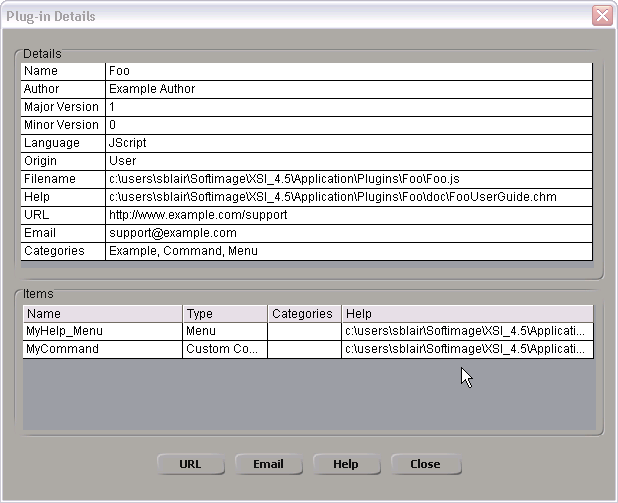 Plug-in Details
Details
Name Foo
Author Example Author
Major Version 1
Minor Version 0
Language JScript
Origin User
Filename c:\users\sblair\Softimage\XSI_4.5\Application\Plugins\Foo\Foo.js
Help c:\users\sblair\Softimage\XSI_4.5\Application\Plugins\Foo\doc\FooUserGuide.chm
URL http://www.example.com/support
Email support@example.com
Categories Example, Command, Menu
Items
Name Type Categories Help
MyHelp_Menu Menu c:\users\sblair\Softimage\XSI_4.5\Applicati...
MyCommand Custom Co... c:\users\sblair\Softimage\XSI_4.5\Applicati...
URL Email Help Close